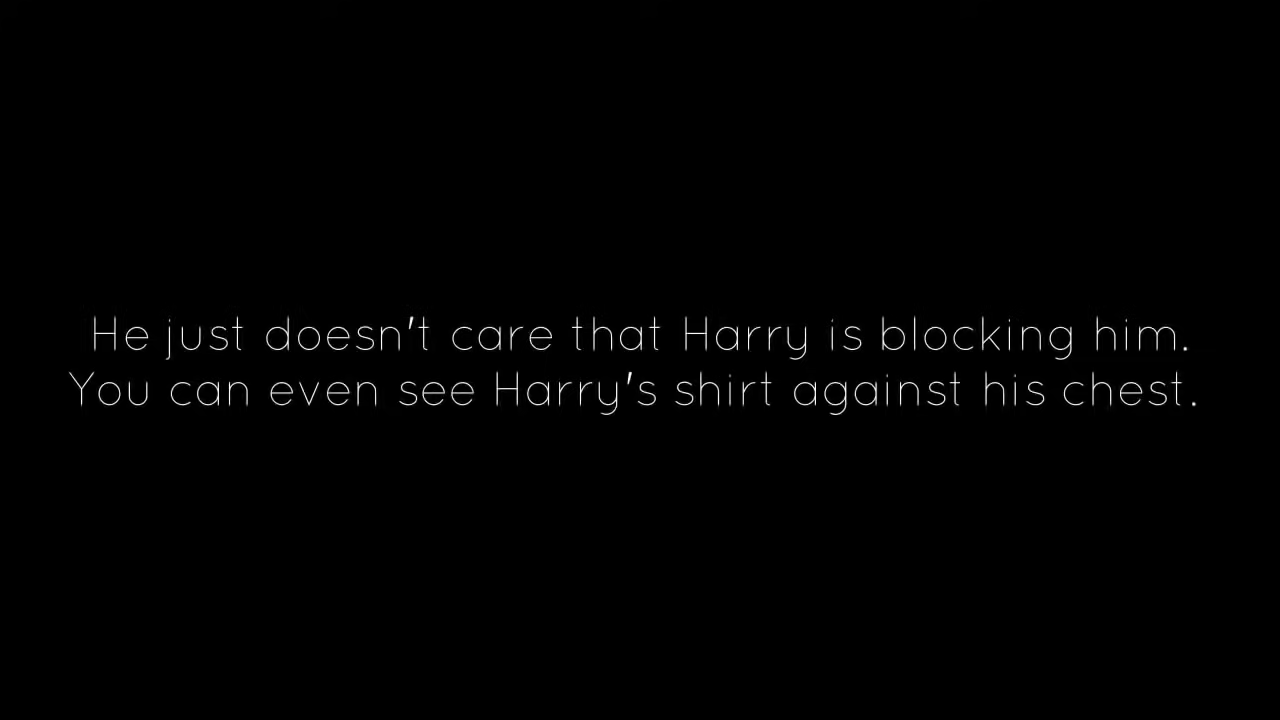 He just doesn't care that Harry is blocking him.
You can even see Harry's shirt against his chest.